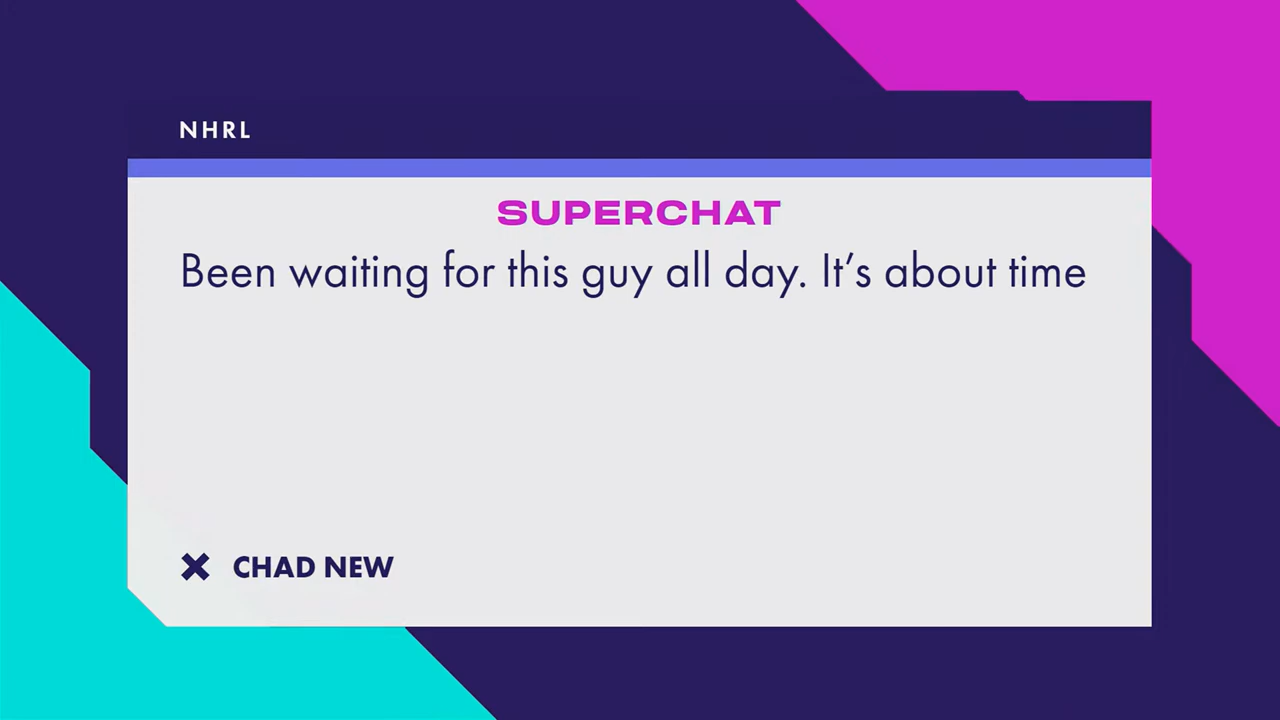 NHRL
SUPERCHAT
Been waiting for this guy all day. It’s about time
CHAD NEW